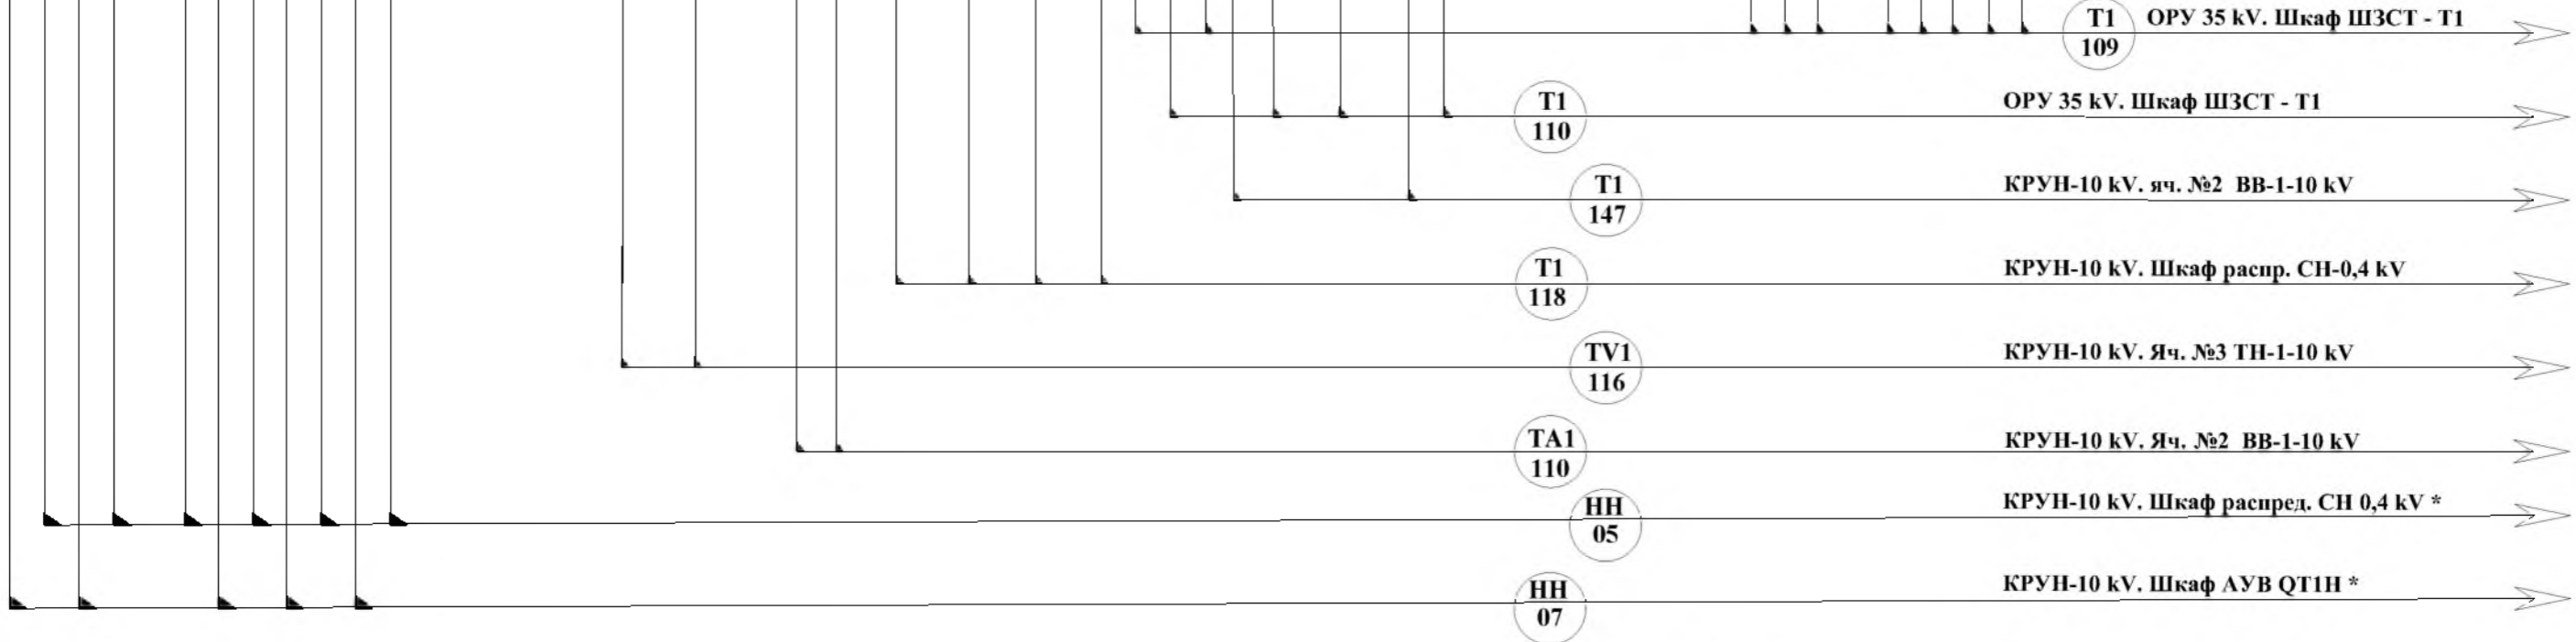 T1 ОРУ 35 kV. Шкаф ШЗСТ - Т1
109
T1 ОРУ 35 kV. Шкаф ШЗСТ - Т1
110
T1 КРУН-10 kV. яч. №2 ВВ-1-10 kV
147
T1 КРУН-10 kV. Шкаф распр. СН-0,4 kV
118
TV1 КРУН-10 kV. Яч. №3 ТН-1-10 kV
116
TA1 КРУН-10 kV. Яч. №2 ВВ-1-10 kV
110
НН КРУН-10 kV. Шкаф распред. СН 0,4 kV *
05
НН КРУН-10 kV. Шкаф АУВ QT1H *
07